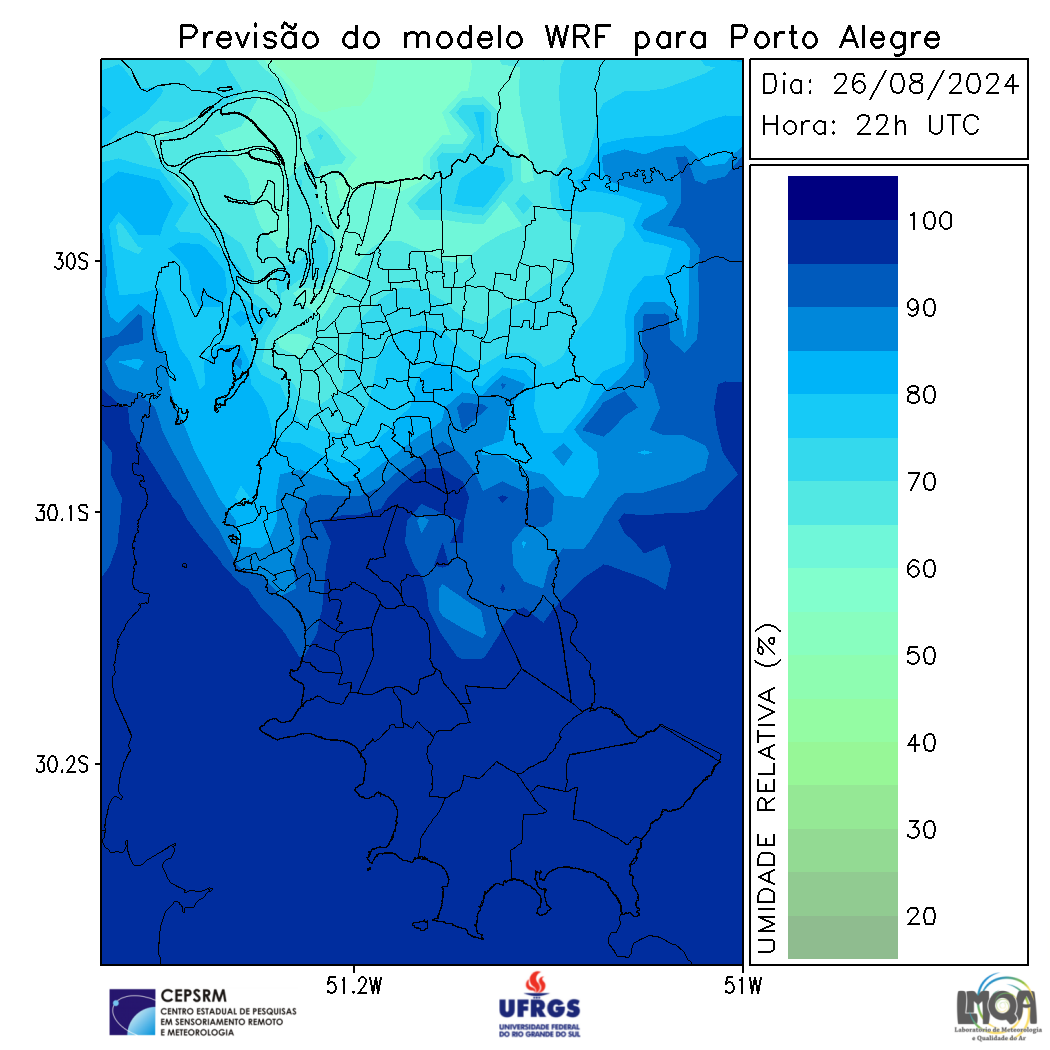 Previsão do modelo WRF para Porto Alegre
Dia: 26/08/2024
Hora: 22h UTC
100
90
80
70
60
50
40
30
20
UMIDADE RELATIVA (%)
30S
30.1S
30.2S
51.2W
51W
CEPSRM
CENTRO ESTADUAL DE PESQUISAS
EM SENSORIAMENTO REMOTO
E METEOROLOGIA
UFRGS
UNIVERSIDADE FEDERAL
DO RIO GRANDE DO SUL
LMQA
Laboratório de Meteorologia
e Qualidade do Ar